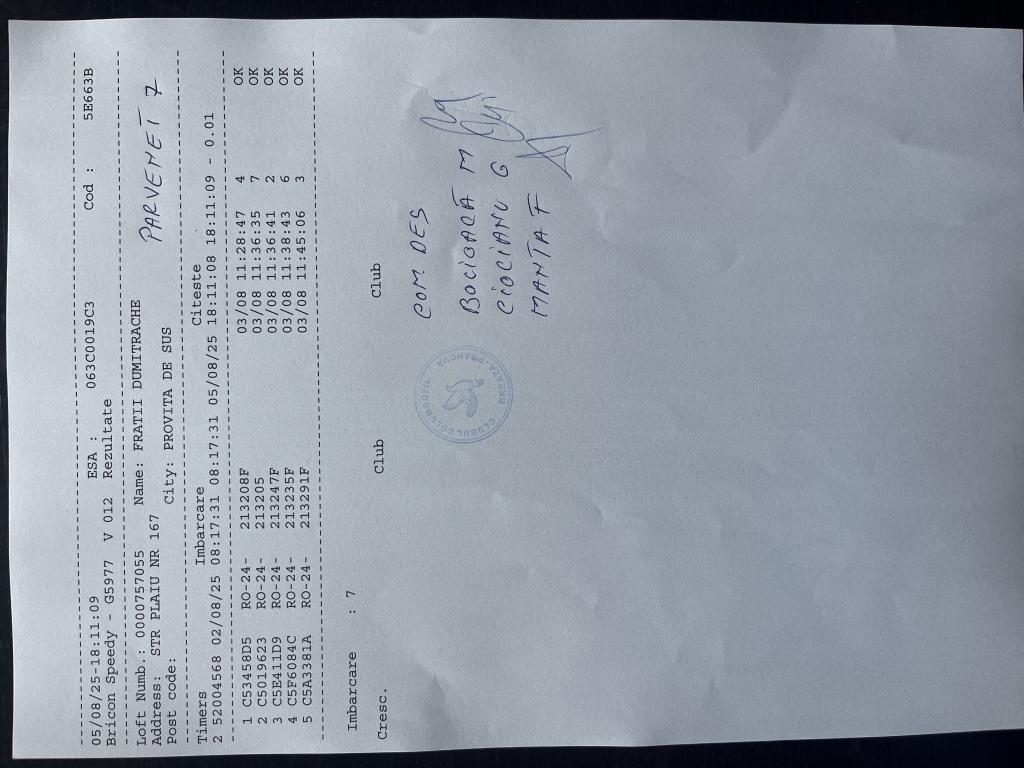 05/08/25-18:11:09 ESA : 063C0019C3 Cod : 5E663B
Bricon Speedy - G5977 V 012 Rezultate
Loft Numb.: 0000757055 Name: FRATII DUMITRACHE
Address: STR PLAIU NR 167 PARVENET 7
Post code: City: PROVITA DE SUS
Timers Imbarcare Citeste
2 52004568 02/08/25 08:17:31 08:17:31 05/08/25 18:11:08 18:11:09 - 0.01
1 C53458D5 RO-24- 213208F 03/08 11:28:47 4 OK
2 C5019623 RO-24- 213205 03/08 11:36:35 7 OK
3 C5E411D9 RO-24- 213247F 03/08 11:36:41 2 OK
4 C5F6084C RO-24- 213235F 03/08 11:38:43 6 OK
5 C5A3381A RO-24- 213291F 03/08 11:45:06 3 OK
Imbarcare : 7
Cresc. Club Club
COM DES
BOCIOACĂ M
CIOCIANU G
MANTA F
CLUBUL COLUMBOFIL
PRAHOVA